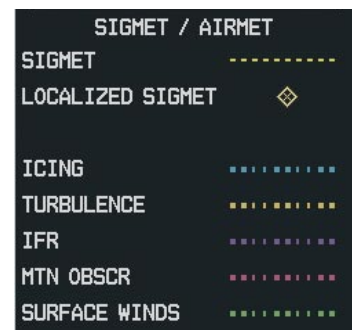 SIGMET / AIRMET
SIGMET
LOCALIZED SIGMET
ICING
TURBULENCE
IFR
MTN OBSCR
SURFACE WINDS